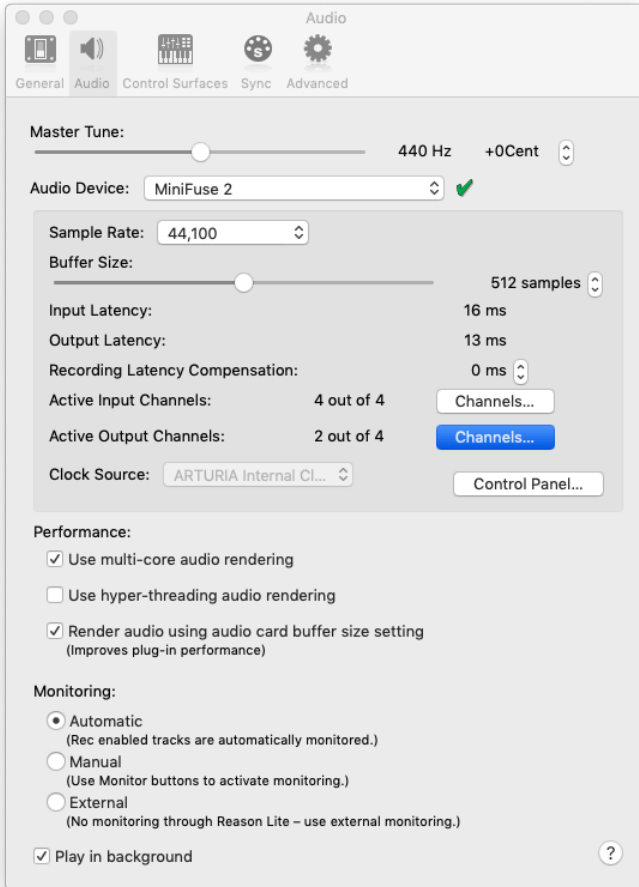 Audio
General Audio Control Surfaces Sync Advanced
Master Tune:
440 Hz +0Cent
Audio Device: MiniFuse 2
Sample Rate: 44,100
Buffer Size:
512 samples
Input Latency: 16 ms
Output Latency: 13 ms
Recording Latency Compensation: 0 ms
Active Input Channels: 4 out of 4 Channels...
Active Output Channels: 2 out of 4 Channels...
Clock Source: ARTURIA Internal Cl...
Control Panel...
Performance:
Use multi-core audio rendering
Use hyper-threading audio rendering
Render audio using audio card buffer size setting
(Improves plug-in performance)
Monitoring:
Automatic
(Rec enabled tracks are automatically monitored.)
Manual
(Use Monitor buttons to activate monitoring.)
External
(No monitoring through Reason Lite – use external monitoring.)
Play in background
?